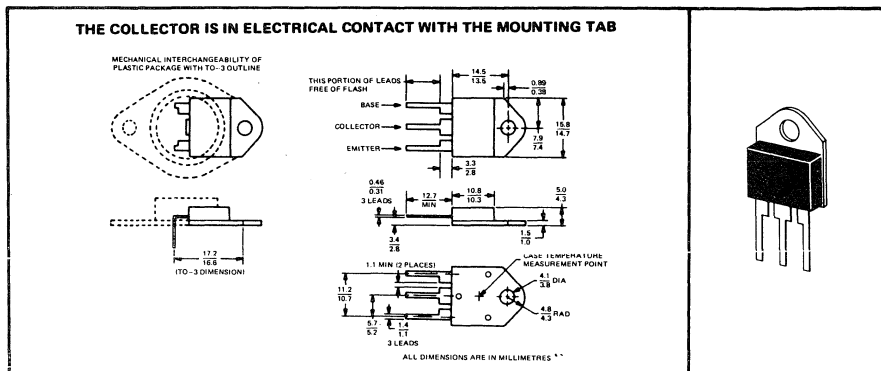 THE COLLECTOR IS IN ELECTRICAL CONTACT WITH THE MOUNTING TAB
MECHANICAL INTERCHANGEABILITY OF
PLASTIC PACKAGE WITH TO-3 OUTLINE
THIS PORTION OF LEADS
FREE OF FLASH
14.5
13.5
0.89
0.38
BASE
COLLECTOR
EMITTER
15.8
14.7
7.9
7.4
3.3
2.8
0.46
0.31
3 LEADS
12.7
MIN
10.8
10.3
5.0
4.3
3.4
2.8
1.5
1.0
17.2
16.6
(TO-3 DIMENSION)
1.1 MIN (2 PLACES)
CASE TEMPERATURE
MEASUREMENT POINT
4.1
3.8
DIA
11.2
10.7
4.8
4.3
RAD
5.7
5.2
1.4
1.1
3 LEADS
ALL DIMENSIONS ARE IN MILLIMETRES